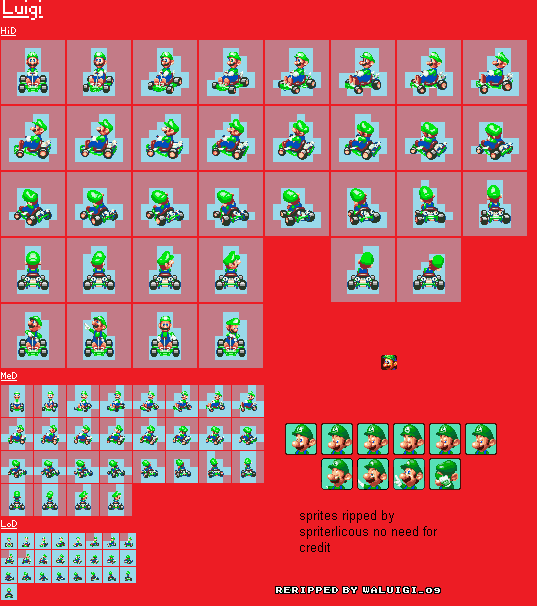 Luigi
HiD
MeD
LoD
sprites ripped by
spriterlicous no need for
credit
RERIPPED BY WALUIGI_09